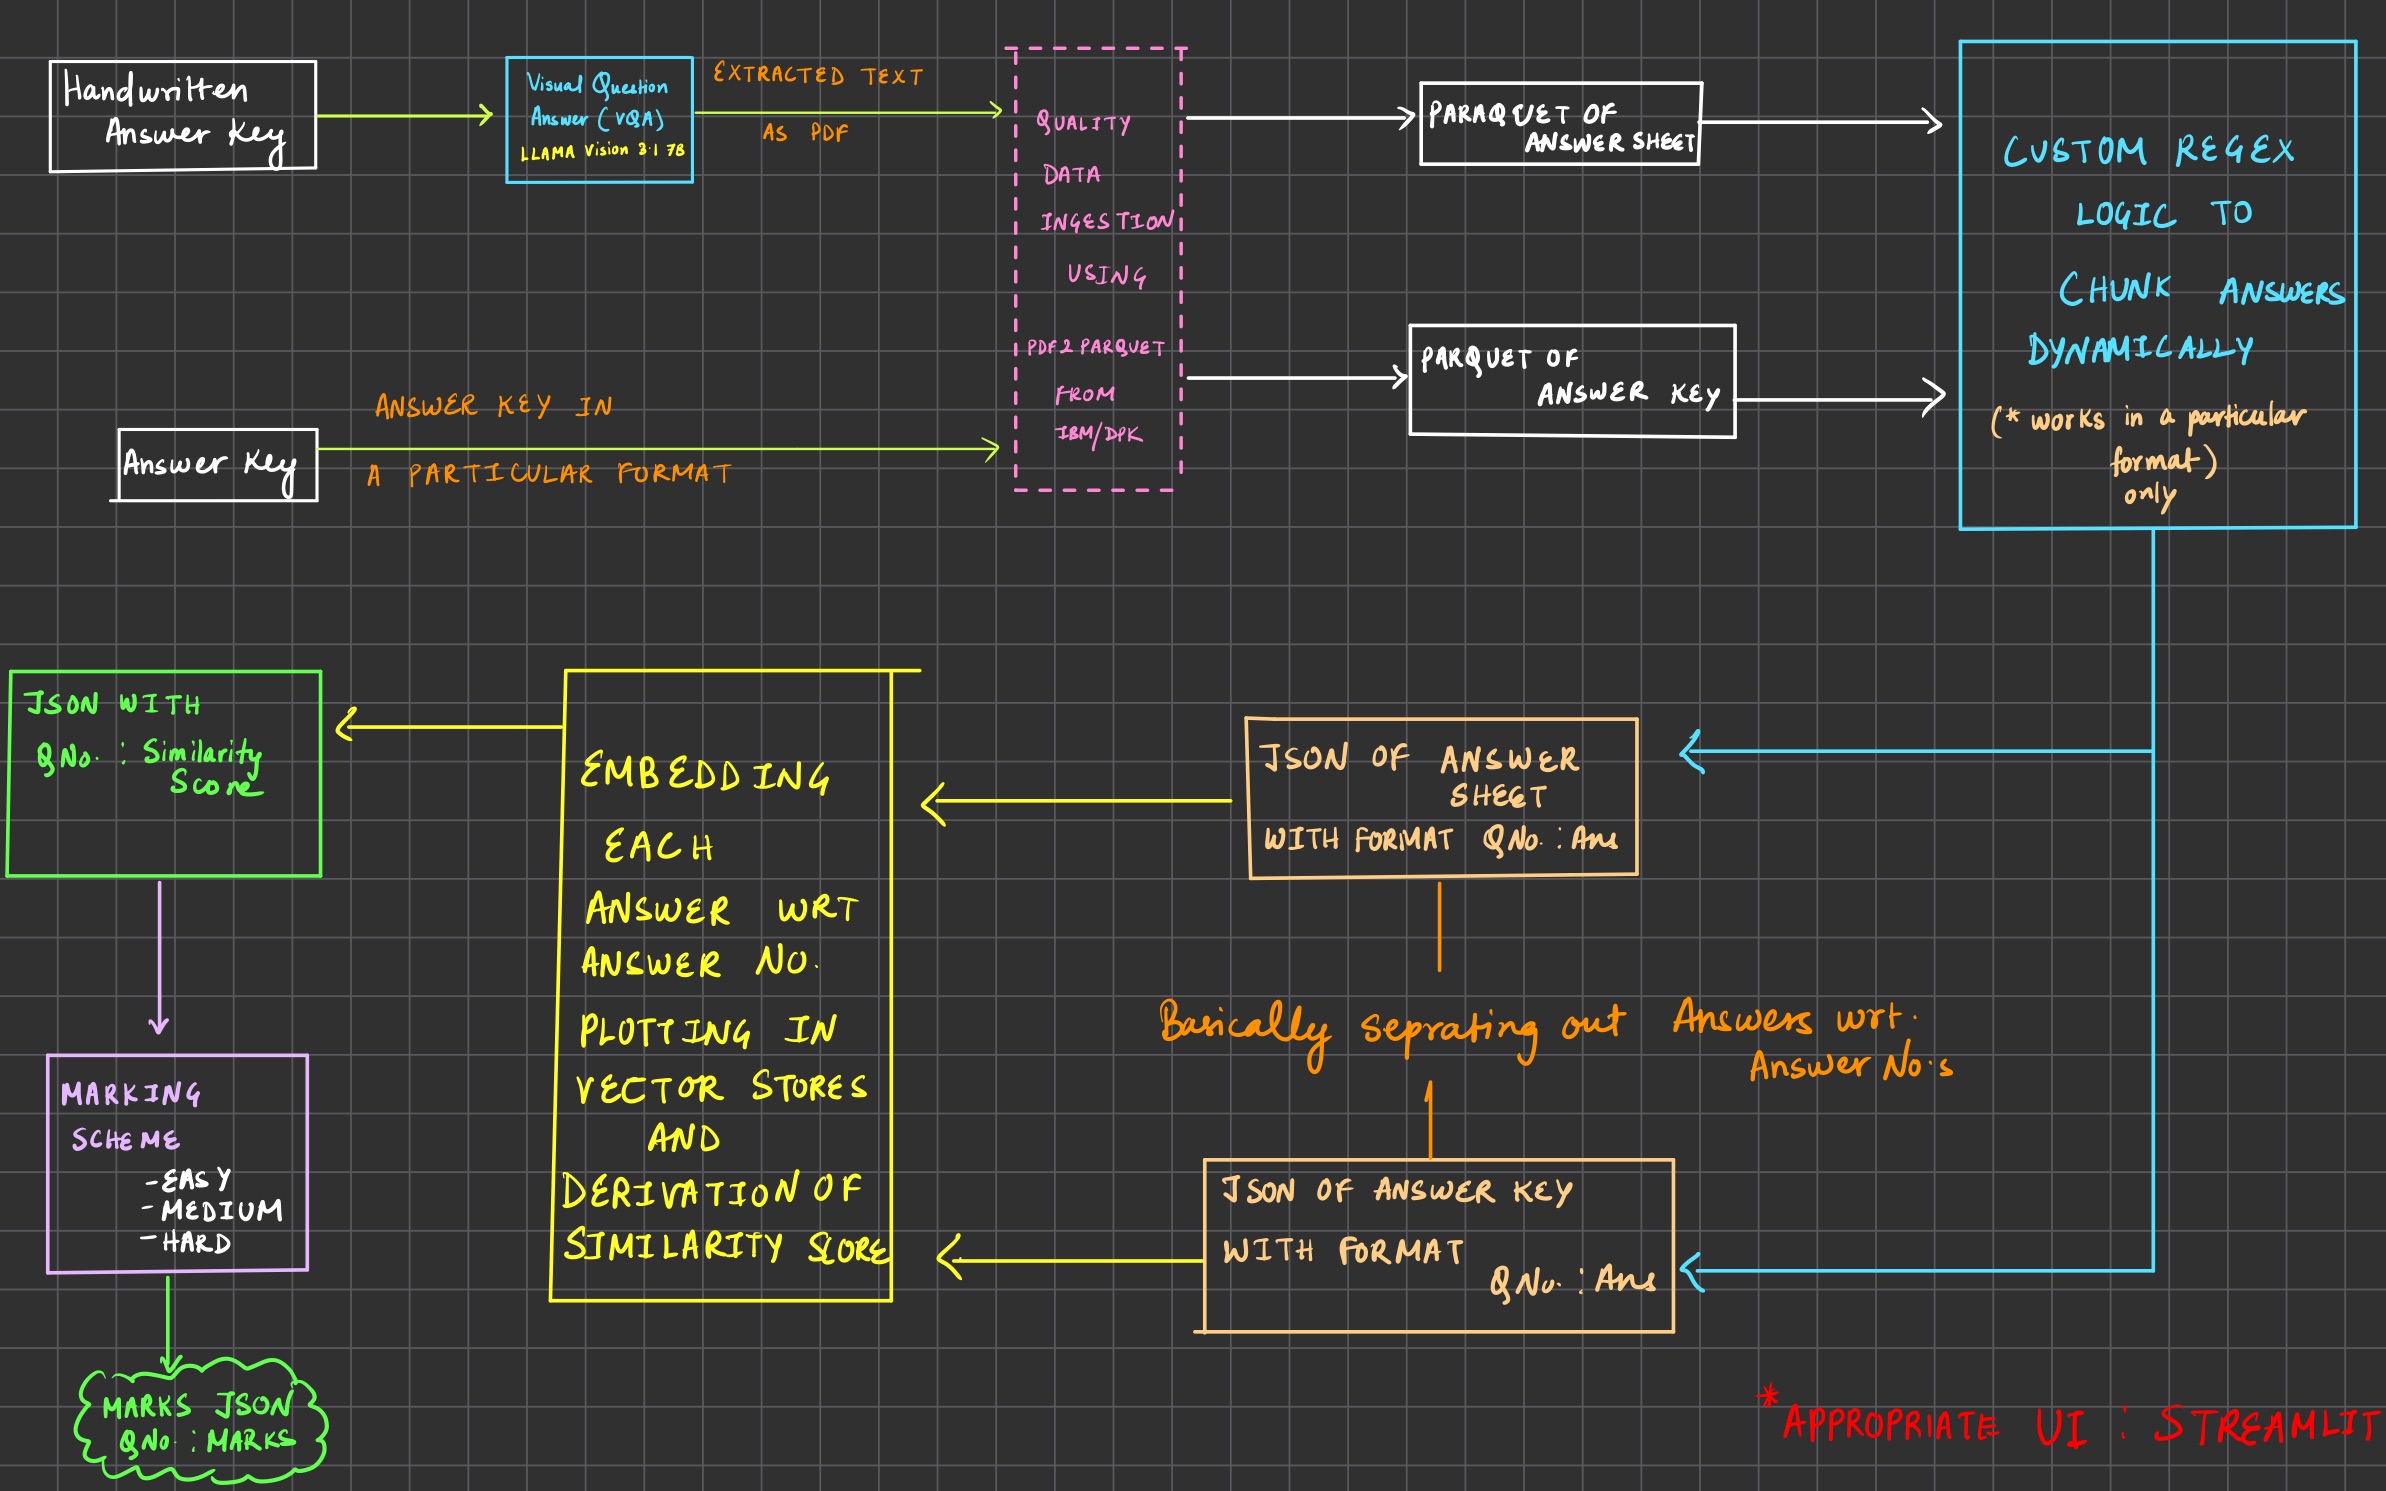 Handwritten
Answer Key
Visual Question
Answer (VQA)
LLAMA Vision 3.1 7B
EXTRACTED TEXT
AS PDF
QUALITY
DATA
INGESTION
USING
PDF2PARQUET
FROM
IBM/DPK
PARAQUET OF
ANSWER SHEET
CUSTOM REGEX
LOGIC TO
CHUNK ANSWERS
DYNAMICALLY
(* works in a particular
format)
only
Answer Key
ANSWER KEY IN
A PARTICULAR FORMAT
PARQUET OF
ANSWER KEY
JSON OF ANSWER
SHEET
WITH FORMAT QNo. : Ans
Basically seprating out Answers wrt.
Answer No.s
JSON OF ANSWER KEY
WITH FORMAT
QNo. : Ans
EMBEDDING
EACH
ANSWER WRT
ANSWER No.
PLOTTING IN
VECTOR STORES
AND
DERIVATION OF
SIMILARITY SCORE
JSON WITH
QNo. : Similarity
Score
MARKING
SCHEME
- EASY
- MEDIUM
- HARD
MARKS JSON
QNo. : MARKS
* APPROPRIATE UI : STREAMLIT